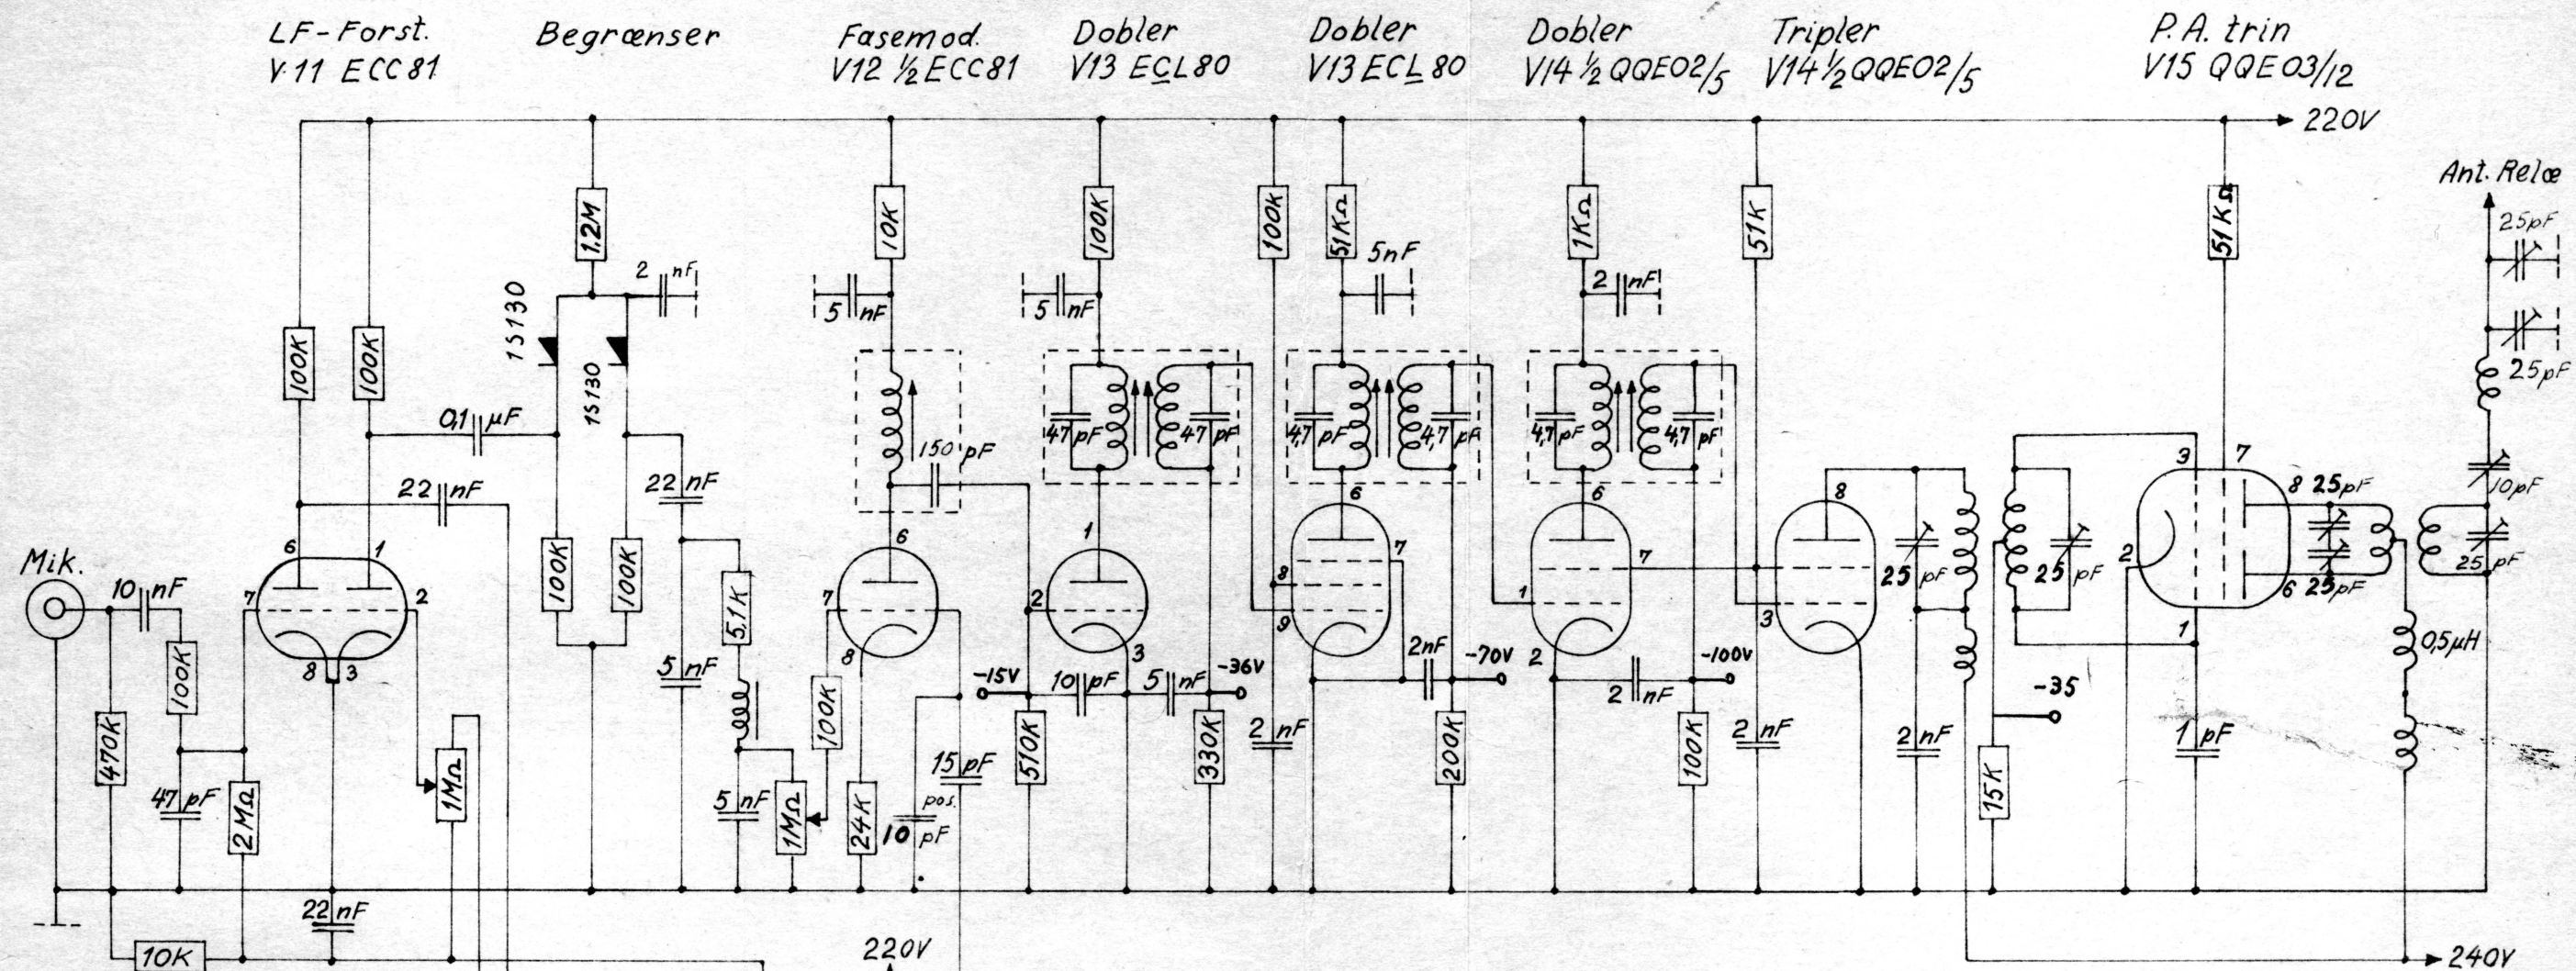 LF-Forst.
V.11 ECC81
Begrænser
Fasemod.
V12 ½ ECC81
Dobler
V13 ECL80
Dobler
V13 ECL80
Dobler
V14 ½ QQE02/5
Tripler
V14 ½ QQE02/5
P.A. trin
V15 QQE03/12
220V
Ant. Relæ
25pF
25pF
10pF
25pF
1.2M
10K
100K
100K
51KΩ
1KΩ
51K
51KΩ
2 nF
5 nF
5 nF
5nF
2 nF
1S130
1S130
100K
100K
0,1 µF
22 nF
22 nF
150 pF
47 pF
47 pF
4,7 pF
4,7 pF
4,7 pF
4,7 pF
Mik.
10 nF
100K
470K
47 pF
2MΩ
6
1
7
2
8
3
1MΩ
100K
100K
5,1K
5 nF
5 nF
1MΩ
100K
6
7
8
24K
pos.
10 pF
15 pF
-15V
510K
1
2
3
10 pF
5 nF
-36V
330K
2 nF
6
7
8
9
2nF
-70V
200K
6
7
1
2
2 nF
-100V
100K
2 nF
8
3
25 pF
2 nF
25 pF
-35
15K
3
7
2
8
6
1
25pF
25pF
1 pF
0,5µH
22 nF
10K
220V
240V